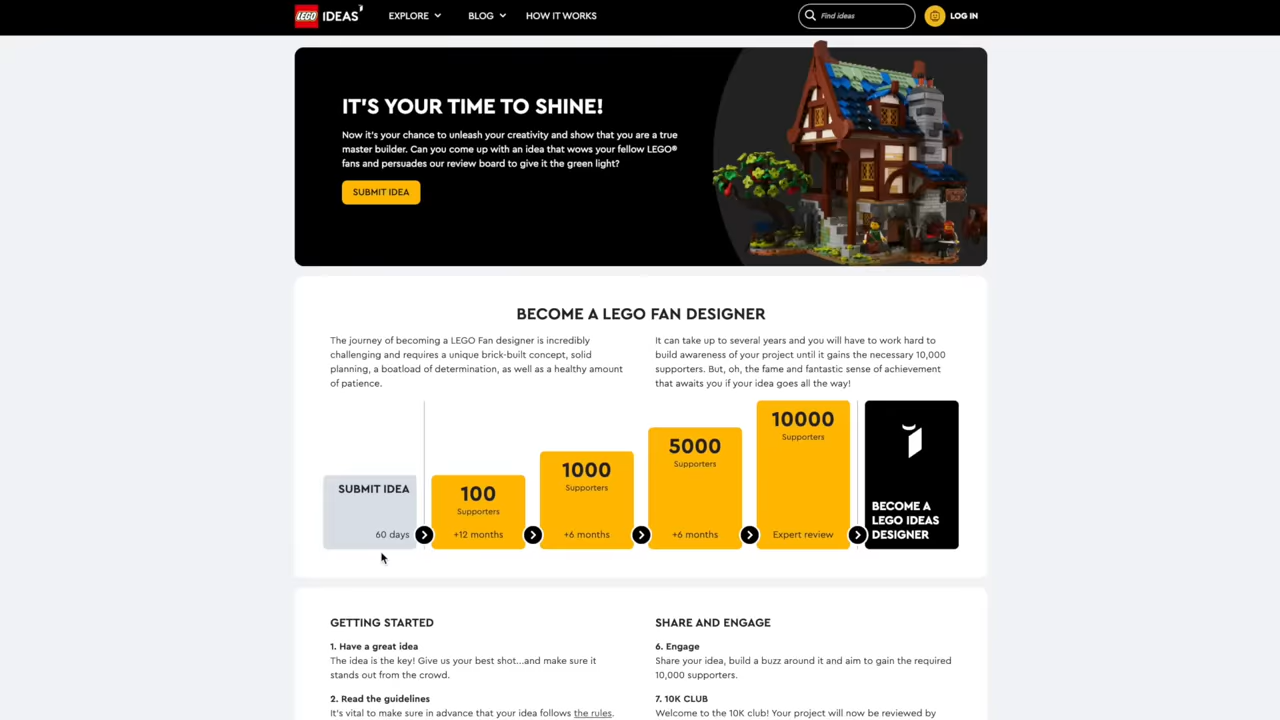 LEGO IDEAS EXPLORE BLOG HOW IT WORKS Find ideas LOG IN
IT'S YOUR TIME TO SHINE!
Now it's your chance to unleash your creativity and show that you are a true
master builder. Can you come up with an idea that wows your fellow LEGO®
fans and persuades our review board to give it the green light?
SUBMIT IDEA
BECOME A LEGO FAN DESIGNER
The journey of becoming a LEGO Fan designer is incredibly
challenging and requires a unique brick-built concept, solid
planning, a boatload of determination, as well as a healthy amount
of patience.
It can take up to several years and you will have to work hard to
build awareness of your project until it gains the necessary 10,000
supporters. But, oh, the fame and fantastic sense of achievement
that awaits you if your idea goes all the way!
SUBMIT IDEA
60 days
100
Supporters
+12 months
1000
Supporters
+6 months
5000
Supporters
+6 months
10000
Supporters
Expert review
BECOME A
LEGO IDEAS
DESIGNER
GETTING STARTED
1. Have a great idea
The idea is the key! Give us your best shot...and make sure it
stands out from the crowd.
2. Read the guidelines
It's vital to make sure in advance that your idea follows the rules.
SHARE AND ENGAGE
6. Engage
Share your idea, build a buzz around it and aim to gain the required
10,000 supporters.
7. 10K CLUB
Welcome to the 10K club! Your project will now be reviewed by